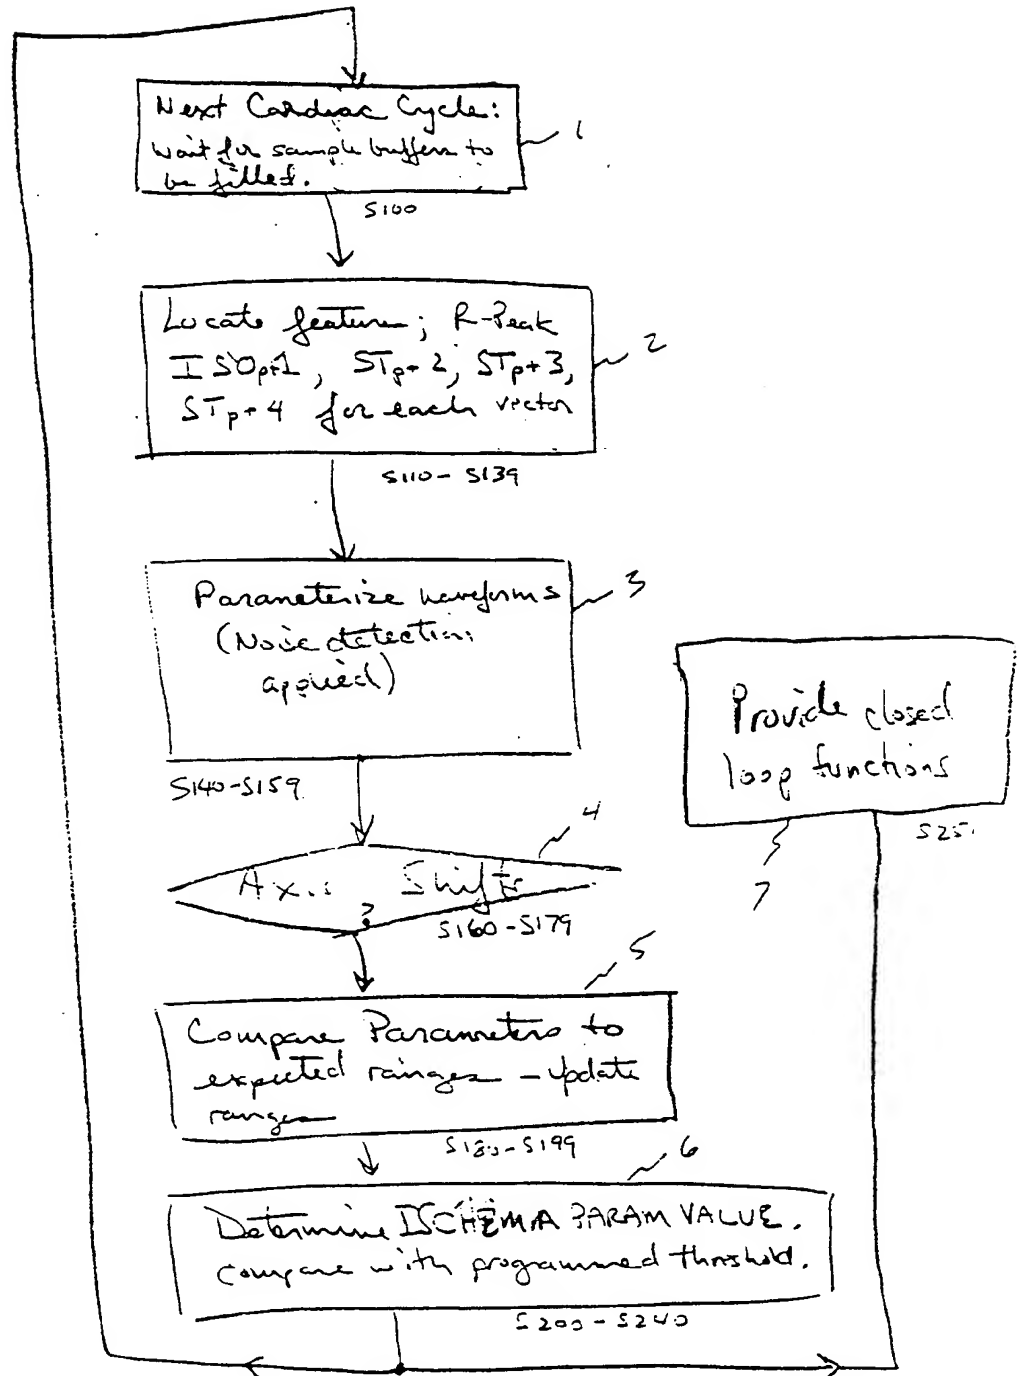 Next Cardiac Cycle:
wait for sample buffers to
be filled.
1
S100
Locate feature; R-Peak
ISOp+1, STp+2, STp+3,
STp+4 for each vector
2
S110-S139
Parameterize waveforms
(Noise detection
applied)
3
S140-S159
Axis Shift
?
4
S160-S179
Compare Parameters to
expected ranges - update
ranges
5
S180-S199
Determine ISCHEMIA PARAM VALUE.
compare with programmed threshold.
6
S200-S240
Provide closed
loop functions
7